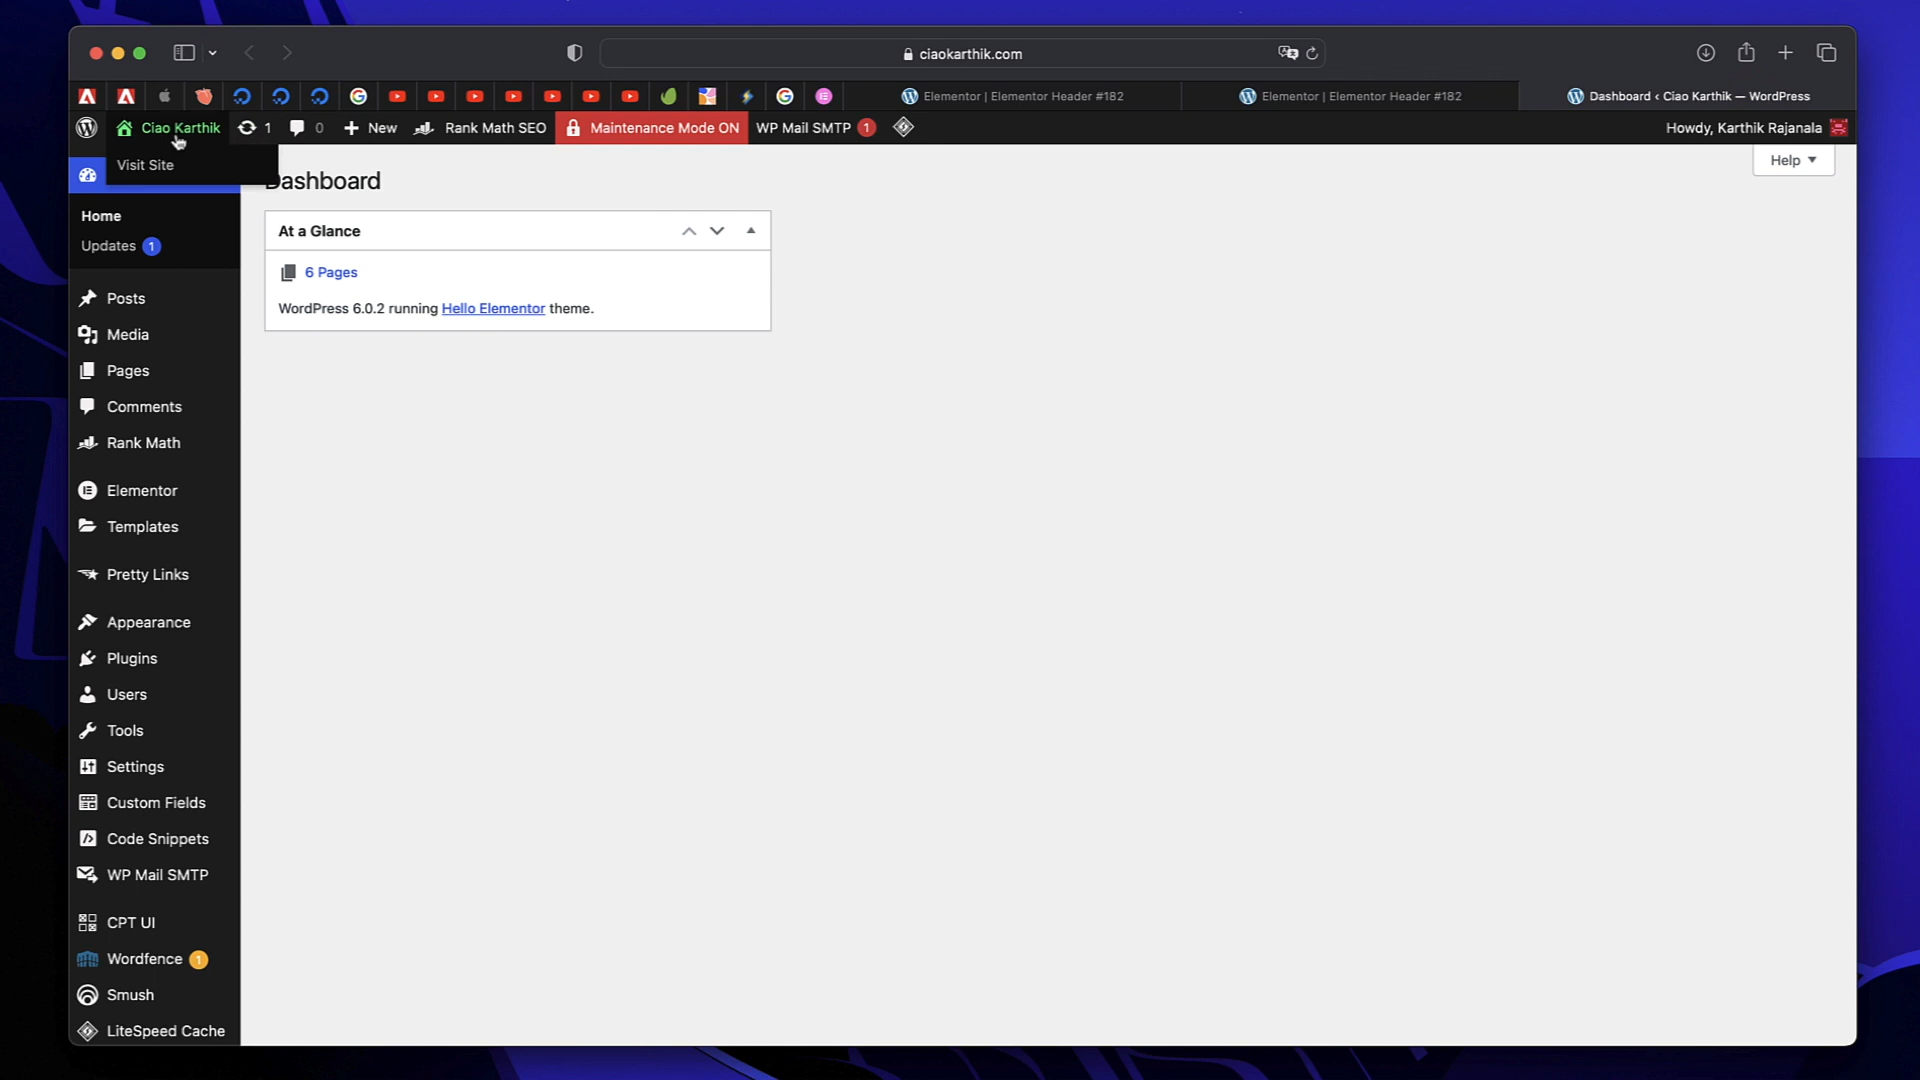 ciaokarthik.com
Elementor | Elementor Header #182
Elementor | Elementor Header #182
Dashboard < Ciao Karthik — WordPress
Ciao Karthik
1
0
New
Rank Math SEO
Maintenance Mode ON
WP Mail SMTP 1
Howdy, Karthik Rajanala
Visit Site
Help
Dashboard
Home
Updates 1
Posts
Media
Pages
Comments
Rank Math
Elementor
Templates
Pretty Links
Appearance
Plugins
Users
Tools
Settings
Custom Fields
Code Snippets
WP Mail SMTP
CPT UI
Wordfence 1
Smush
LiteSpeed Cache
At a Glance
6 Pages
WordPress 6.0.2 running Hello Elementor theme.